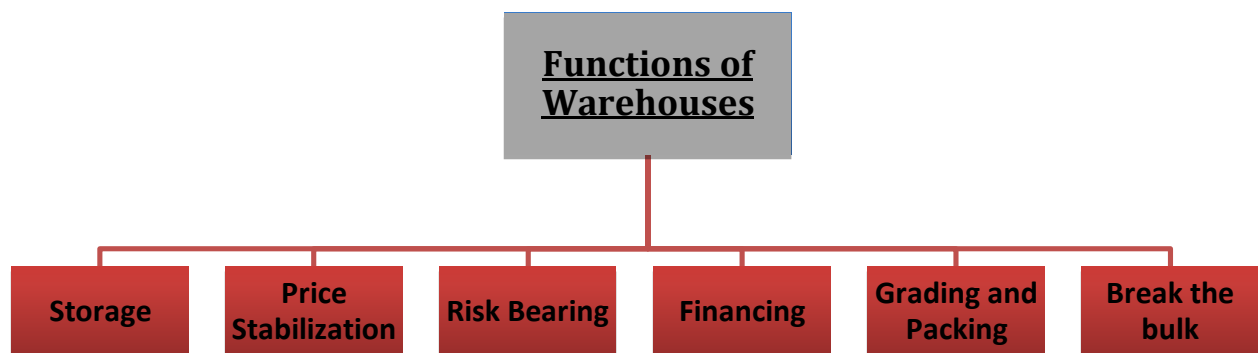 Functions of
Warehouses
Storage
Price
Stabilization
Risk Bearing
Financing
Grading and
Packing
Break the
bulk